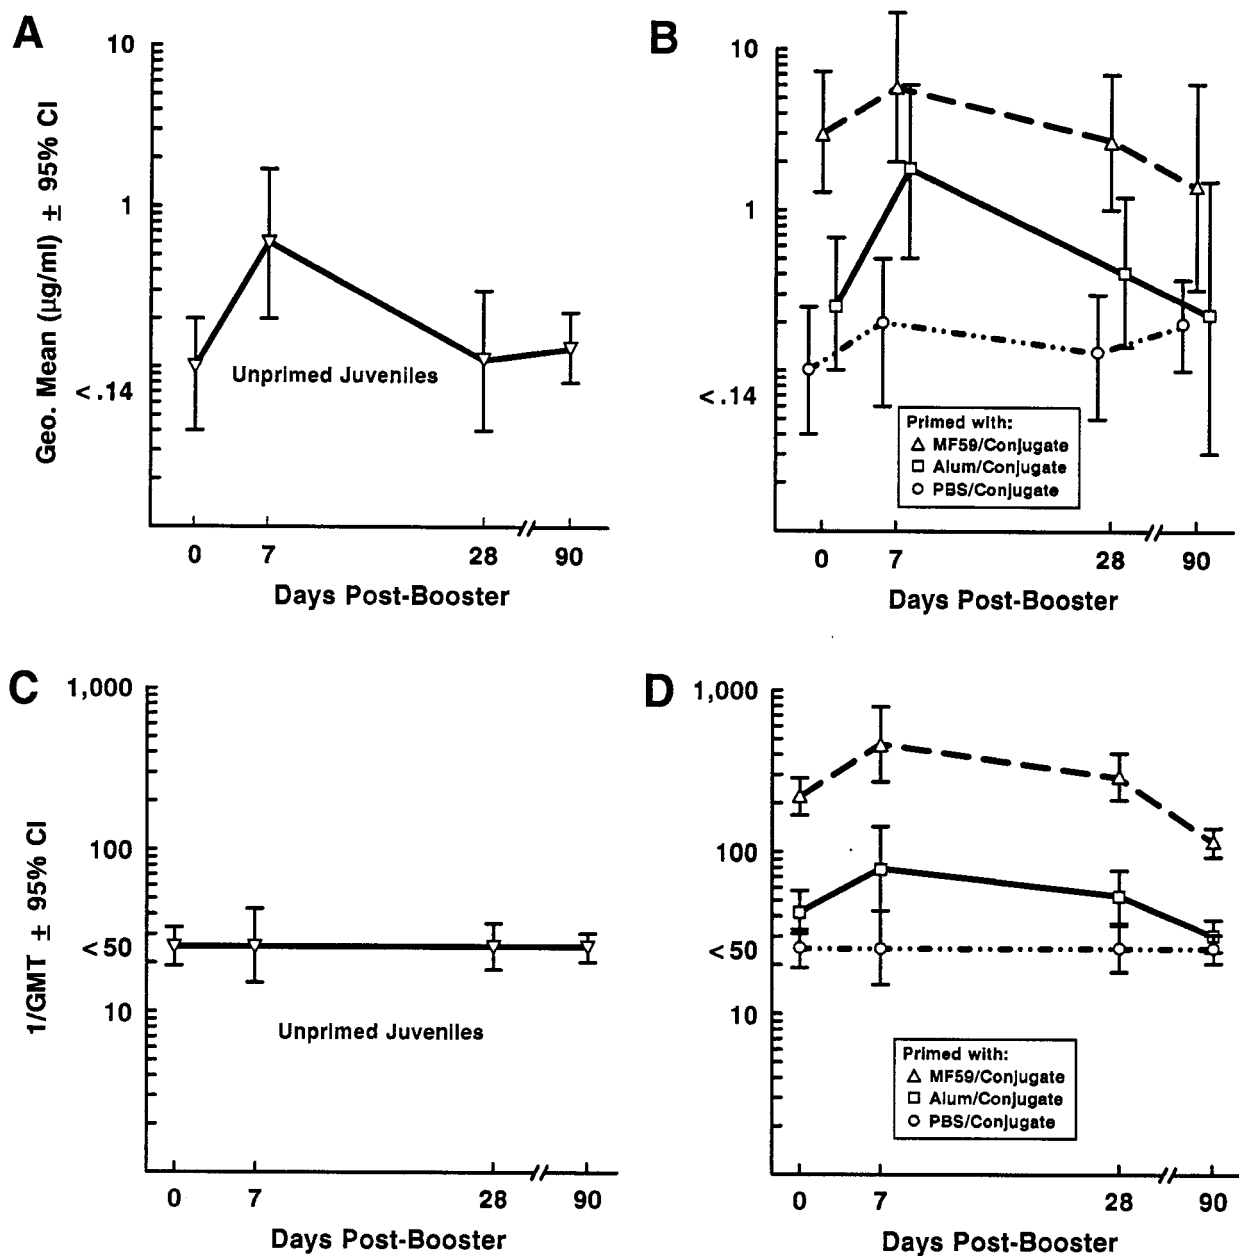 A
10
1
< .14
Geo. Mean (µg/ml) ± 95% CI
Unprimed Juveniles
0 7 28 90
Days Post-Booster
B
10
1
< .14
Primed with:
MF59/Conjugate
Alum/Conjugate
PBS/Conjugate
0 7 28 90
Days Post-Booster
C
1,000
100
< 50
10
1/GMT ± 95% CI
Unprimed Juveniles
0 7 28 90
Days Post-Booster
D
1,000
100
< 50
10
Primed with:
MF59/Conjugate
Alum/Conjugate
PBS/Conjugate
0 7 28 90
Days Post-Booster